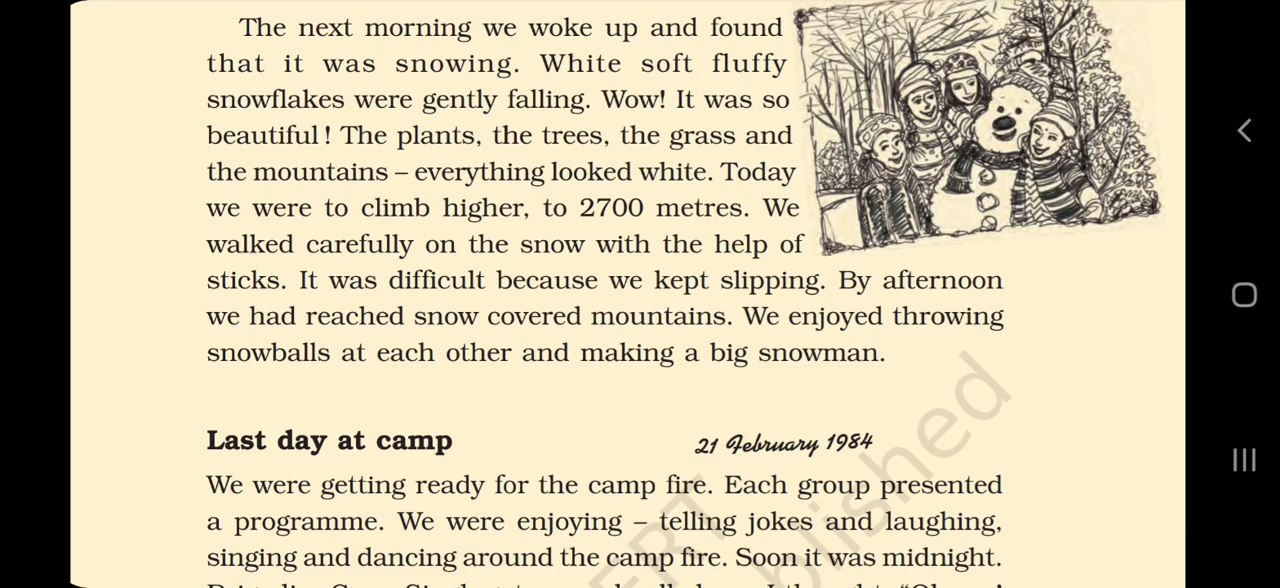 The next morning we woke up and found
that it was snowing. White soft fluffy
snowflakes were gently falling. Wow! It was so
beautiful! The plants, the trees, the grass and
the mountains – everything looked white. Today
we were to climb higher, to 2700 metres. We
walked carefully on the snow with the help of
sticks. It was difficult because we kept slipping. By afternoon
we had reached snow covered mountains. We enjoyed throwing
snowballs at each other and making a big snowman.
Last day at camp 21 February 1984
We were getting ready for the camp fire. Each group presented
a programme. We were enjoying – telling jokes and laughing,
singing and dancing around the camp fire. Soon it was midnight.